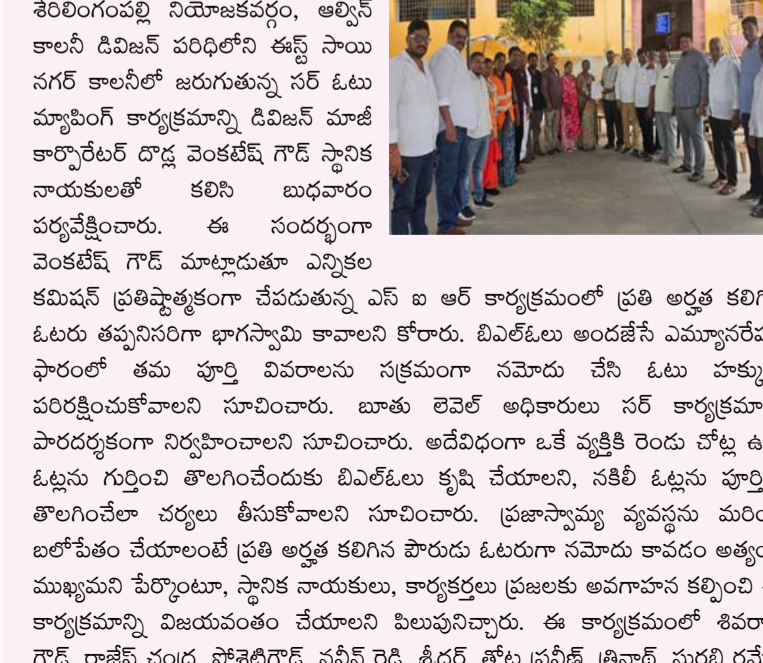 శేరిలింగంపల్లి నియోజకవర్గం, ఆల్విన్
కాలనీ డివిజన్ పరిధిలోని ఈస్ట్ సాయి
నగర్ కాలనీలో జరుగుతున్న సర్ ఓటు
మ్యాపింగ్ కార్యక్రమాన్ని డివిజన్ మాజీ
కార్పొరేటర్ దొడ్ల వెంకటేష్ గౌడ్ స్థానిక
నాయకులతో కలిసి బుధవారం
పర్యవేక్షించారు. ఈ సందర్భంగా
వెంకటేష్ గౌడ్ మాట్లాడుతూ ఎన్నికల
కమిషన్ ప్రతిష్టాత్మకంగా చేపడుతున్న ఎస్ ఐ ఆర్ కార్యక్రమంలో ప్రతి అర్హత
ఓటరు తప్పనిసరిగా భాగస్వామి కావాలని కోరారు. బిఎల్ఓలు అందజేసే
ఫారంలో తమ పూర్తి వివరాలను సక్రమంగా నమోదు చేసి ఓటు
పరిరక్షించుకోవాలని సూచించారు. బూతు లెవెల్ అధికారులు సర్
పారదర్శకంగా నిర్వహించాలని సూచించారు. అదేవిధంగా ఒకే వ్యక్తికి రెండు చోట్ల
ఓట్లను గుర్తించి తొలగించేందుకు బిఎల్ఓలు కృషి చేయాలని, నకిలీ ఓట్లను
తొలగించేలా చర్యలు తీసుకోవాలని సూచించారు. ప్రజాస్వామ్య వ్యవస్థను
బలోపేతం చేయాలంటే ప్రతి అర్హత కలిగిన పౌరుడు ఓటరుగా నమోదు కావడం
ముఖ్యమని పేర్కొంటూ, స్థానిక నాయకులు, కార్యకర్తలు ప్రజలకు అవగాహన కల్పించి
కార్యక్రమాన్ని విజయవంతం చేయాలని పిలుపునిచ్చారు. ఈ కార్యక్రమంలో
గౌడ్, రాజేష్ చంద్ర, పోశెట్టిగౌడ్, నవీన్ రెడ్డి, శ్రీధర్, తోట ప్రవీణ్, త్రినాథ్,